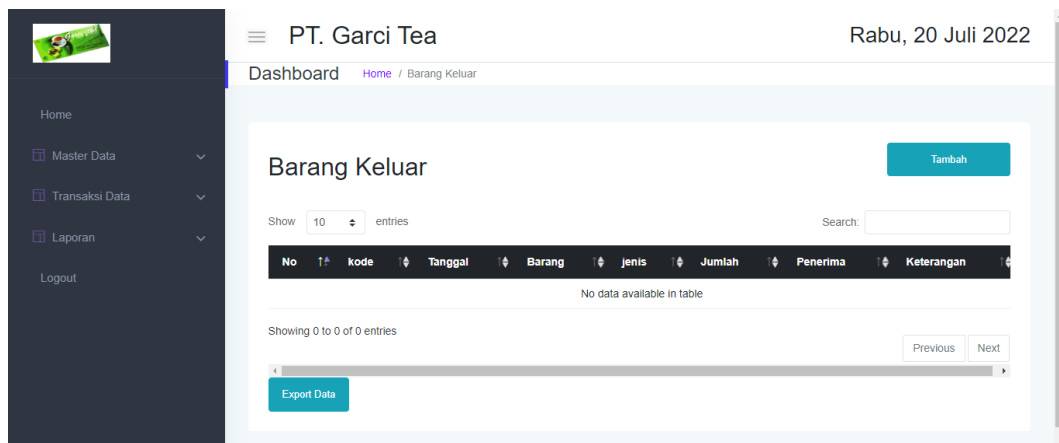 PT. Garci Tea
Rabu, 20 Juli 2022
Dashboard Home / Barang Keluar
Home
Master Data
Transaksi Data
Laporan
Logout
Barang Keluar
Tambah
Show 10 entries
Search:
No kode Tanggal Barang jenis Jumlah Penerima Keterangan
No data available in table
Showing 0 to 0 of 0 entries
Previous Next
Export Data